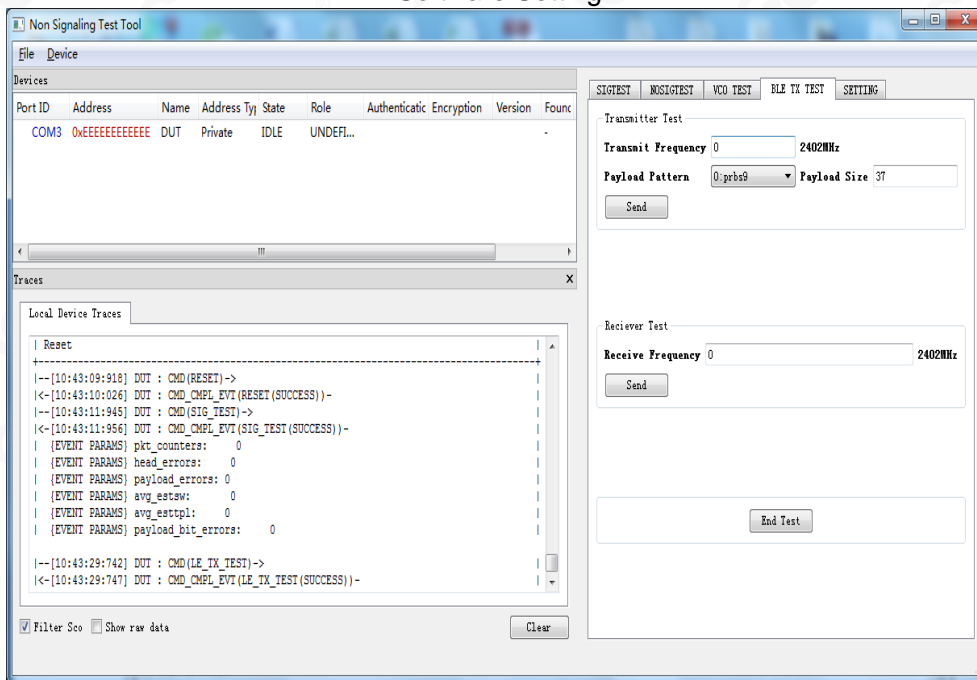 Software Setting
Non Signaling Test Tool
File Device
Devices
Port ID Address Name Address Ty State Role Authenticatic Encryption Version Found
COM3 0xEEEEEEEEEEEE DUT Private IDLE UNDEFI... -
Traces
Local Device Traces
| Reset |
+--------------------------------------------------------------------------------+
|--[10:43:09:918] DUT : CMD(RESET)-> |
|<-[10:43:10:026] DUT : CMD_CMPL_EVT(RESET(SUCCESS))- |
|--[10:43:11:945] DUT : CMD(SIG_TEST)-> |
|<-[10:43:11:956] DUT : CMD_CMPL_EVT(SIG_TEST(SUCCESS))- |
| {EVENT PARAMS} pkt_counters: 0 |
| {EVENT PARAMS} head_errors: 0 |
| {EVENT PARAMS} payload_errors: 0 |
| {EVENT PARAMS} avg_estsw: 0 |
| {EVENT PARAMS} avg_esttpl: 0 |
| {EVENT PARAMS} payload_bit_errors: 0 |
|--[10:43:29:742] DUT : CMD(LE_TX_TEST)-> |
|<-[10:43:29:747] DUT : CMD_CMPL_EVT(LE_TX_TEST(SUCCESS))- |
Filter Sco Show raw data Clear
SIGTEST NOSIGTEST VCO TEST BLE TX TEST SETTING
Transmitter Test
Transmit Frequency 0 2402MHz
Payload Pattern 0:prbs9 Payload Size 37
Send
Reciever Test
Receive Frequency 0 2402MHz
Send
End Test